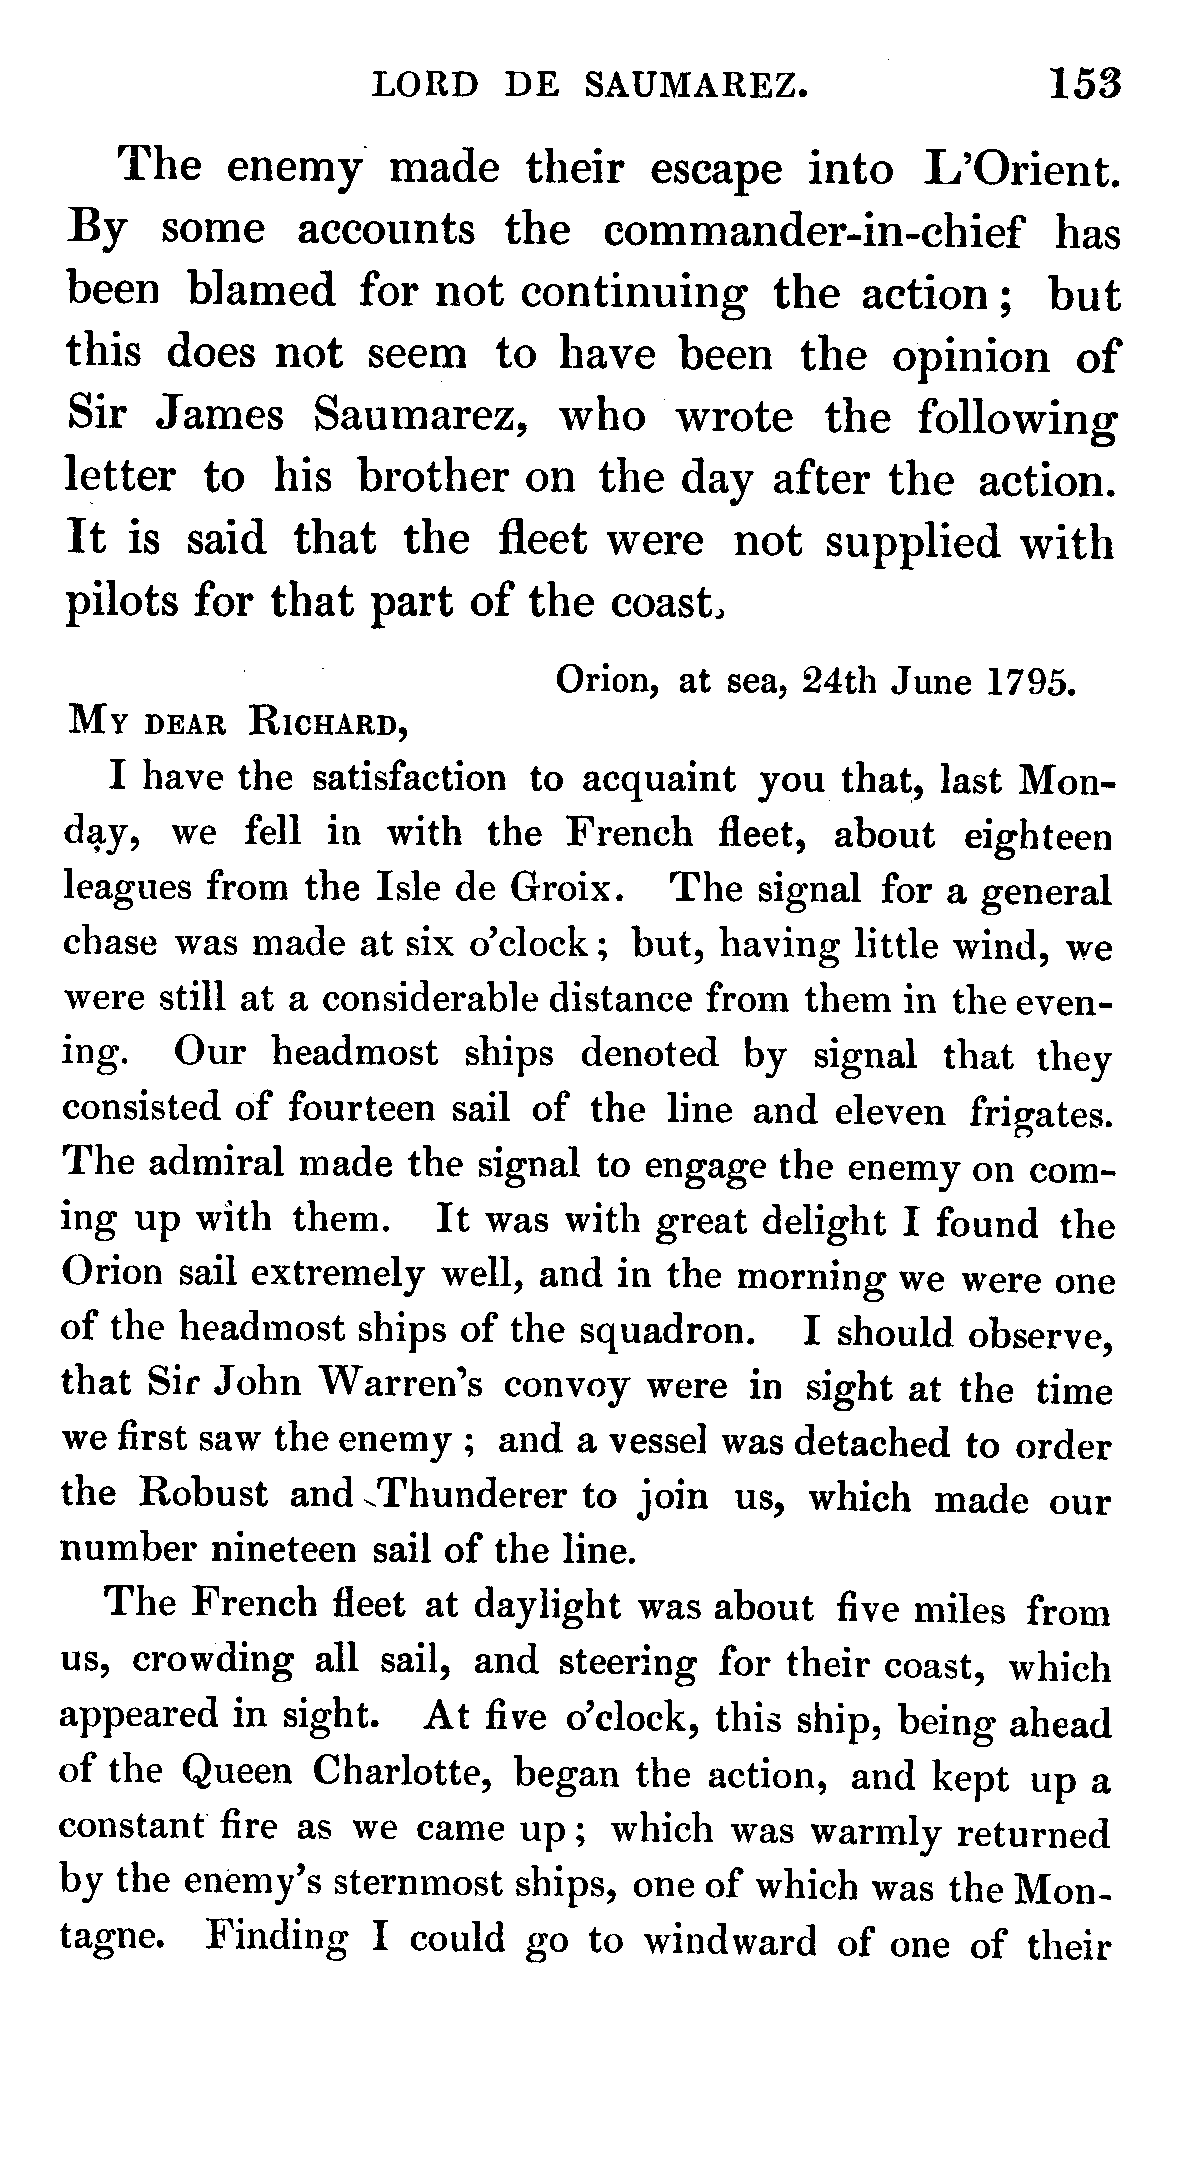 LORD DE SAUMAREZ. 153
The enemy made their escape into L'Orient.
By some accounts the commander-in-chief has
been blamed for not continuing the action; but
this does not seem to have been the opinion of
Sir James Saumarez, who wrote the following
letter to his brother on the day after the action.
It is said that the fleet were not supplied with
pilots for that part of the coast.
Orion, at sea, 24th June 1795.
MY DEAR RICHARD,
I have the satisfaction to acquaint you that, last Mon-
day, we fell in with the French fleet, about eighteen
leagues from the Isle de Groix. The signal for a general
chase was made at six o'clock; but, having little wind, we
were still at a considerable distance from them in the even-
ing. Our headmost ships denoted by signal that they
consisted of fourteen sail of the line and eleven frigates.
The admiral made the signal to engage the enemy on com-
ing up with them. It was with great delight I found the
Orion sail extremely well, and in the morning we were one
of the headmost ships of the squadron. I should observe,
that Sir John Warren's convoy were in sight at the time
we first saw the enemy; and a vessel was detached to order
the Robust and Thunderer to join us, which made our
number nineteen sail of the line.
The French fleet at daylight was about five miles from
us, crowding all sail, and steering for their coast, which
appeared in sight. At five o'clock, this ship, being ahead
of the Queen Charlotte, began the action, and kept up a
constant fire as we came up; which was warmly returned
by the enemy's sternmost ships, one of which was the Mon-
tagne. Finding I could go to windward of one of their